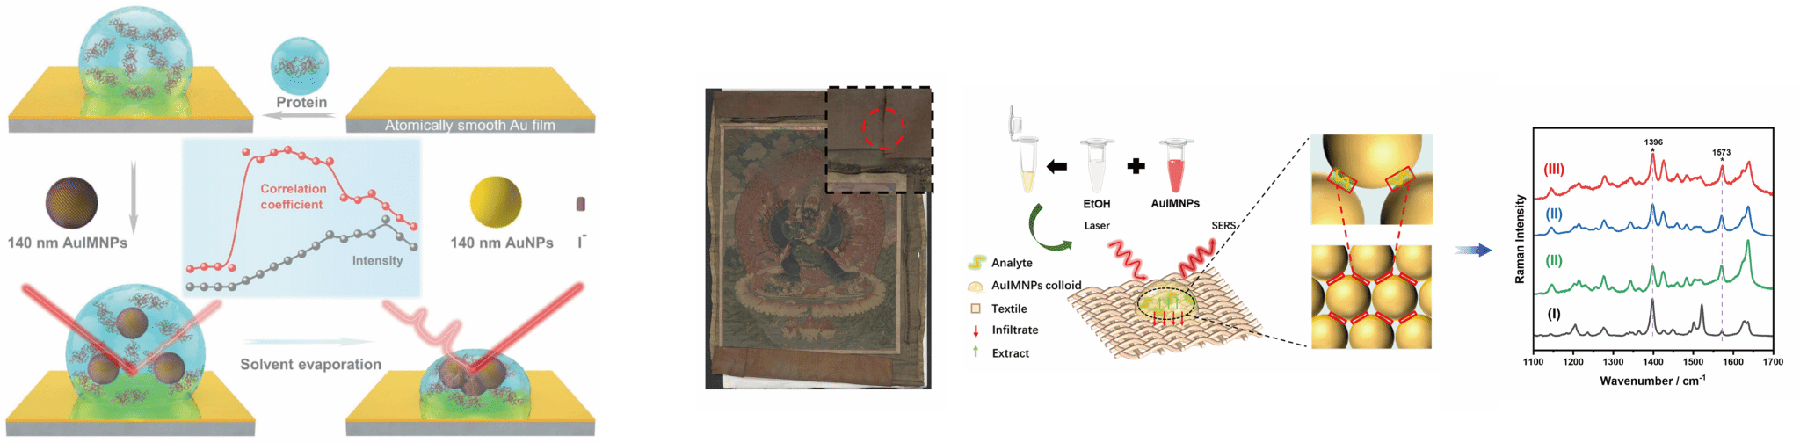 Protein
Atomically smooth Au film
Correlation
coefficient
Intensity
140 nm AuIMNPs
140 nm AuNPs
I-
Solvent evaporation
EtOH
AuIMNPs
Laser
SERS
Analyte
AuIMNPs colloid
Textile
Infiltrate
Extract
Raman Intensity
1396
*
1573
*
(III)
(II)
(II)
(I)
1100 1200 1300 1400 1500 1600 1700
Wavenumber / cm-1